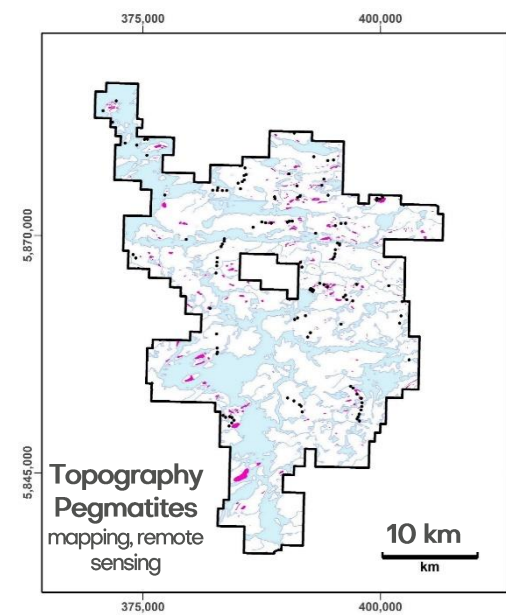 375,000
400,000
5,870,000
5,845,000
Topography
Pegmatites
mapping, remote
sensing
10 km
km
375,000
400,000